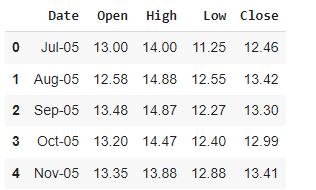 Date Open High Low Close
0 Jul-05 13.00 14.00 11.25 12.46
1 Aug-05 12.58 14.88 12.55 13.42
2 Sep-05 13.48 14.87 12.27 13.30
3 Oct-05 13.20 14.47 12.40 12.99
4 Nov-05 13.35 13.88 12.88 13.41